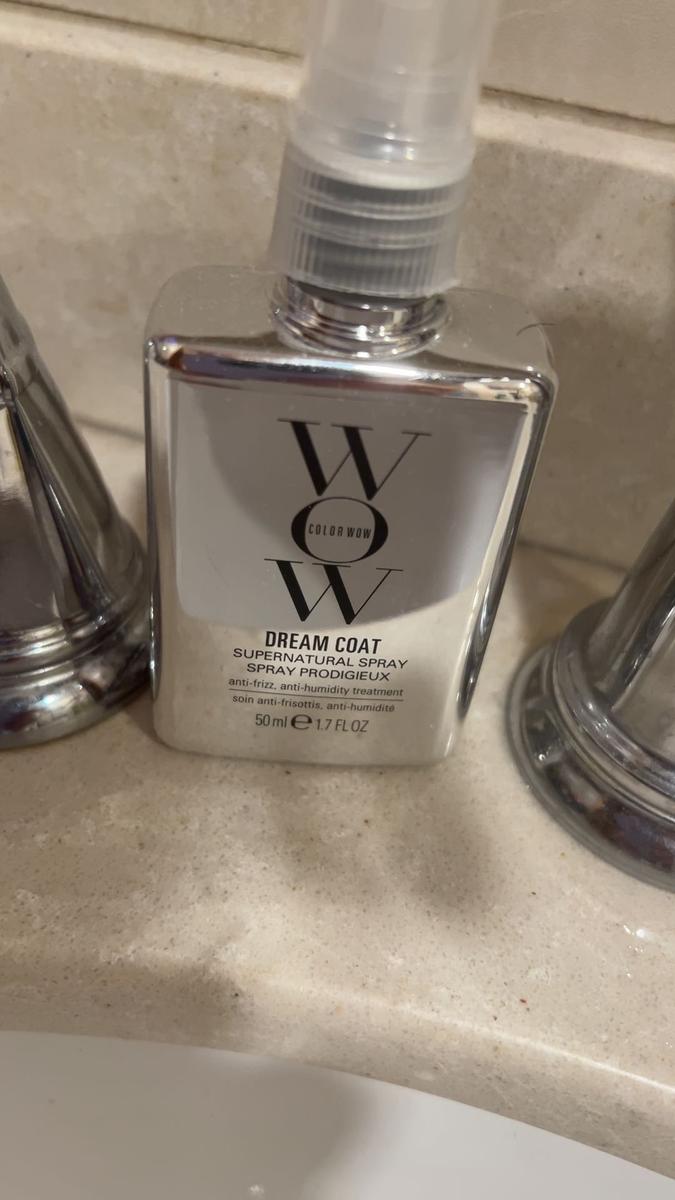 W
COLOR WOW
O
W
DREAM COAT
SUPERNATURAL SPRAY
SPRAY PRODIGIEUX
anti-frizz, anti-humidity treatment
soin anti-frisottis, anti-humidité
50 ml ℮ 1.7 FL OZ